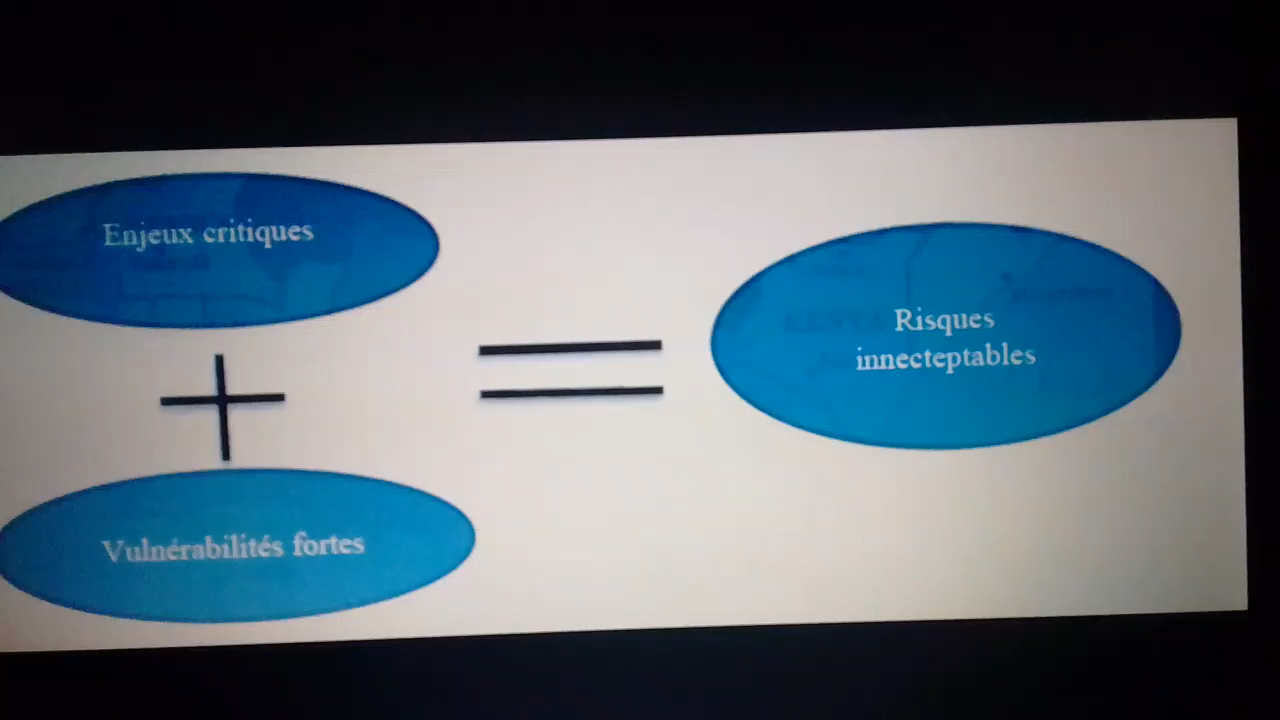 Enjeux critiques
Vulnérabilités fortes
Risques
innecteptables